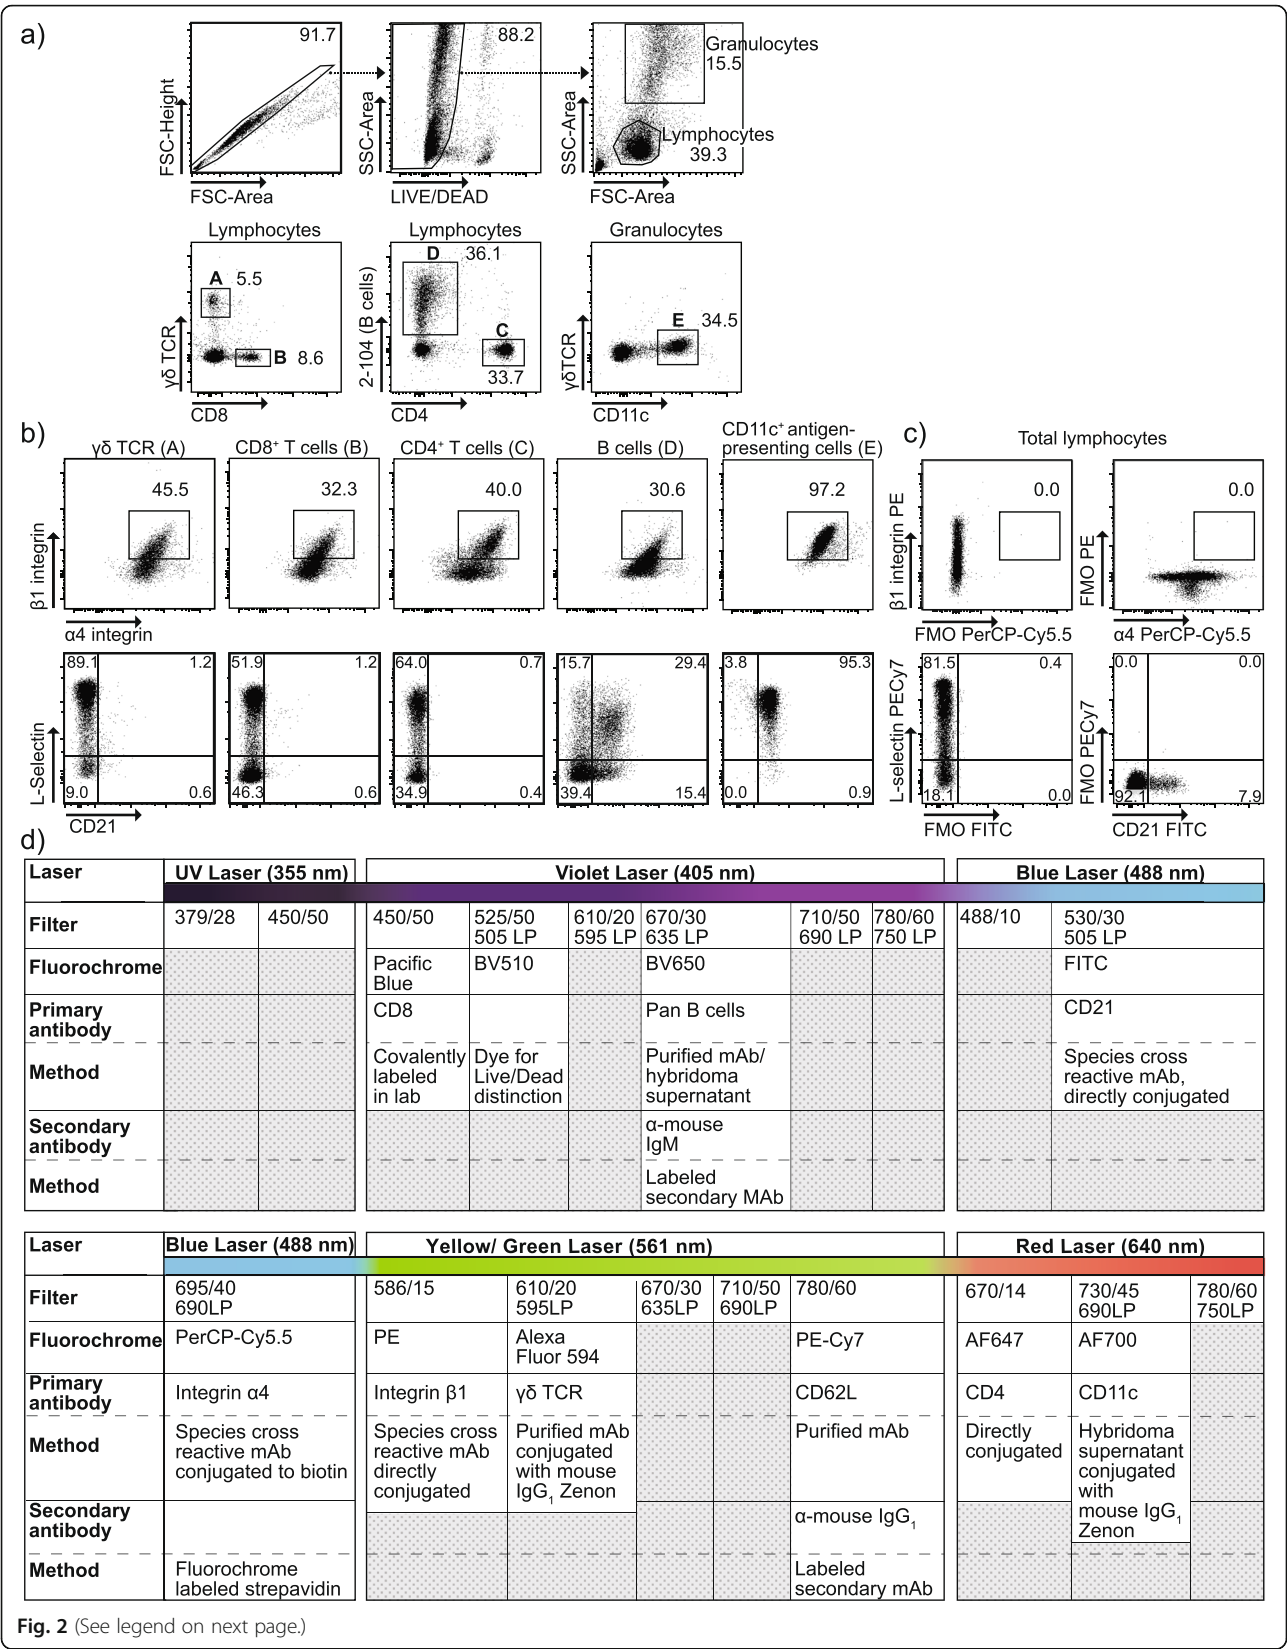 a)
91.7
FSC-Height
FSC-Area
88.2
SSC-Area
LIVE/DEAD
Granulocytes
15.5
Lymphocytes
39.3
SSC-Area
FSC-Area
Lymphocytes
A 5.5
B 8.6
γδ TCR
CD8
Lymphocytes
D 36.1
C
33.7
2-104 (B cells)
CD4
Granulocytes
E 34.5
γδTCR
CD11c
b)
γδ TCR (A)
45.5
β1 integrin
α4 integrin
CD8+ T cells (B)
32.3
CD4+ T cells (C)
40.0
B cells (D)
30.6
CD11c+ antigen-
presenting cells (E)
97.2
89.1 1.2
9.0 0.6
L-Selectin
CD21
51.9 1.2
46.3 0.6
64.0 0.7
34.9 0.4
15.7 29.4
39.4 15.4
3.8 95.3
0.0 0.9
c)
Total lymphocytes
0.0
β1 integrin PE
FMO PerCP-Cy5.5
0.0
FMO PE
α4 PerCP-Cy5.5
81.5 0.4
18.1 0.0
L-selectin PECy7
FMO FITC
0.0 0.0
92.1 7.9
FMO PECy7
CD21 FITC
d)
Laser UV Laser (355 nm) Violet Laser (405 nm) Blue Laser (488 nm)
Filter 379/28 450/50 450/50 525/50 610/20 670/30 710/50 780/60 488/10 530/30
505 LP 595 LP 635 LP 690 LP 750 LP 505 LP
Fluorochrome Pacific BV510 BV650 FITC
Blue
Primary CD8 Pan B cells CD21
antibody
Covalently Dye for Purified mAb/ Species cross
Method labeled Live/Dead hybridoma reactive mAb,
in lab distinction supernatant directly conjugated
Secondary α-mouse
antibody IgM
Method Labeled
secondary MAb
Laser Blue Laser (488 nm) Yellow/ Green Laser (561 nm) Red Laser (640 nm)
Filter 695/40 586/15 610/20 670/30 710/50 780/60 670/14 730/45 780/60
690LP 595LP 635LP 690LP 690LP 750LP
Fluorochrome PerCP-Cy5.5 PE Alexa PE-Cy7 AF647 AF700
Fluor 594
Primary
antibody Integrin α4 Integrin β1 γδ TCR CD62L CD4 CD11c
Method Species cross Species cross Purified mAb Purified mAb Directly Hybridoma
reactive mAb reactive mAb conjugated conjugated supernatant
conjugated to biotin directly with mouse conjugated
conjugated IgG1 Zenon with
Secondary α-mouse IgG1 mouse IgG1
antibody Zenon
Method Fluorochrome Labeled
labeled strepavidin secondary mAb
Fig. 2 (See legend on next page.)